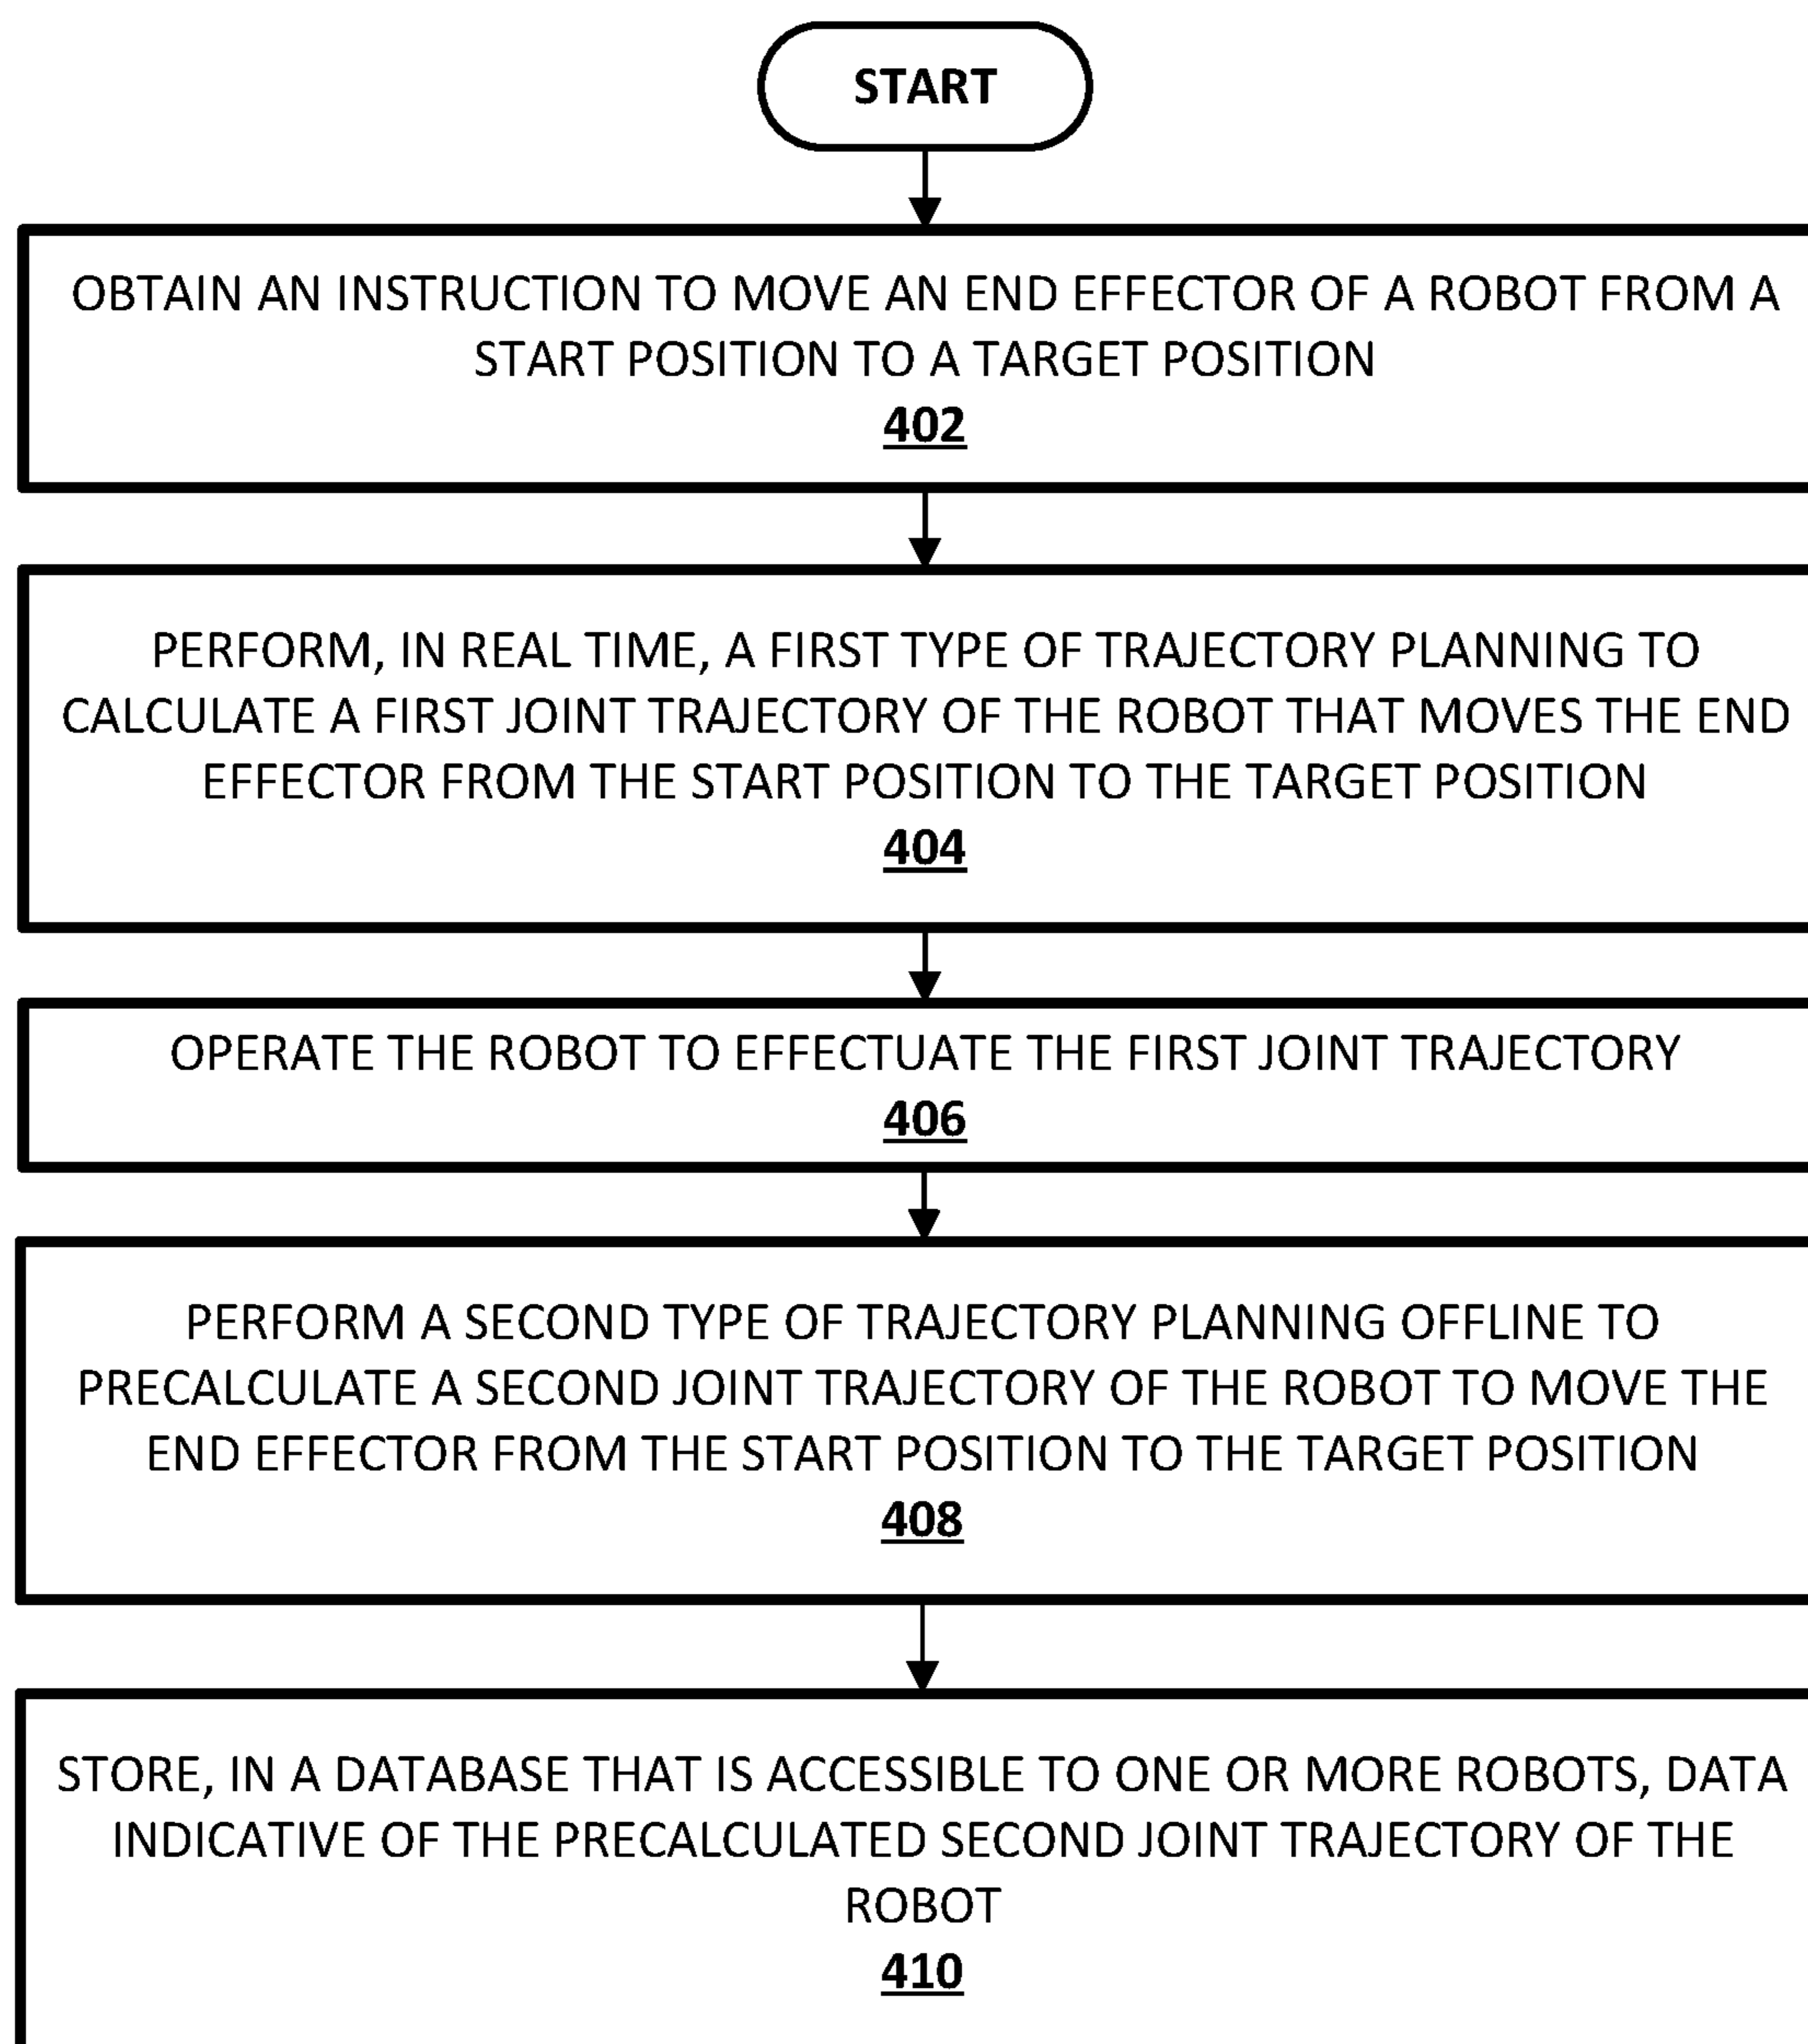 START
OBTAIN AN INSTRUCTION TO MOVE AN END EFFECTOR OF A ROBOT FROM A
START POSITION TO A TARGET POSITION
402
PERFORM, IN REAL TIME, A FIRST TYPE OF TRAJECTORY PLANNING TO
CALCULATE A FIRST JOINT TRAJECTORY OF THE ROBOT THAT MOVES THE END
EFFECTOR FROM THE START POSITION TO THE TARGET POSITION
404
OPERATE THE ROBOT TO EFFECTUATE THE FIRST JOINT TRAJECTORY
406
PERFORM A SECOND TYPE OF TRAJECTORY PLANNING OFFLINE TO
PRECALCULATE A SECOND JOINT TRAJECTORY OF THE ROBOT TO MOVE THE
END EFFECTOR FROM THE START POSITION TO THE TARGET POSITION
408
STORE, IN A DATABASE THAT IS ACCESSIBLE TO ONE OR MORE ROBOTS, DATA
INDICATIVE OF THE PRECALCULATED SECOND JOINT TRAJECTORY OF THE
ROBOT
410